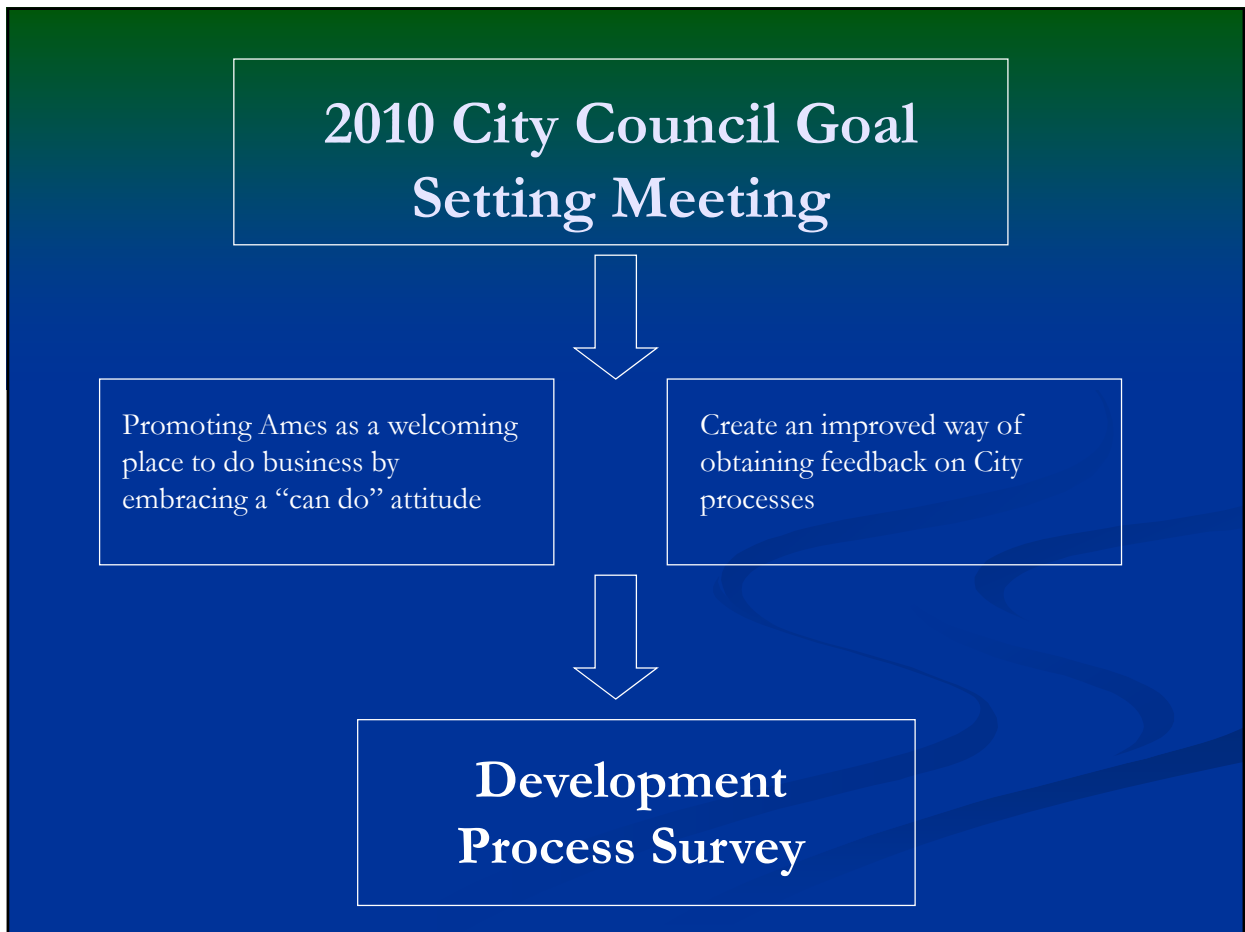 2010 City Council Goal
Setting Meeting
Promoting Ames as a welcoming
place to do business by
embracing a “can do” attitude
Create an improved way of
obtaining feedback on City
processes
Development
Process Survey